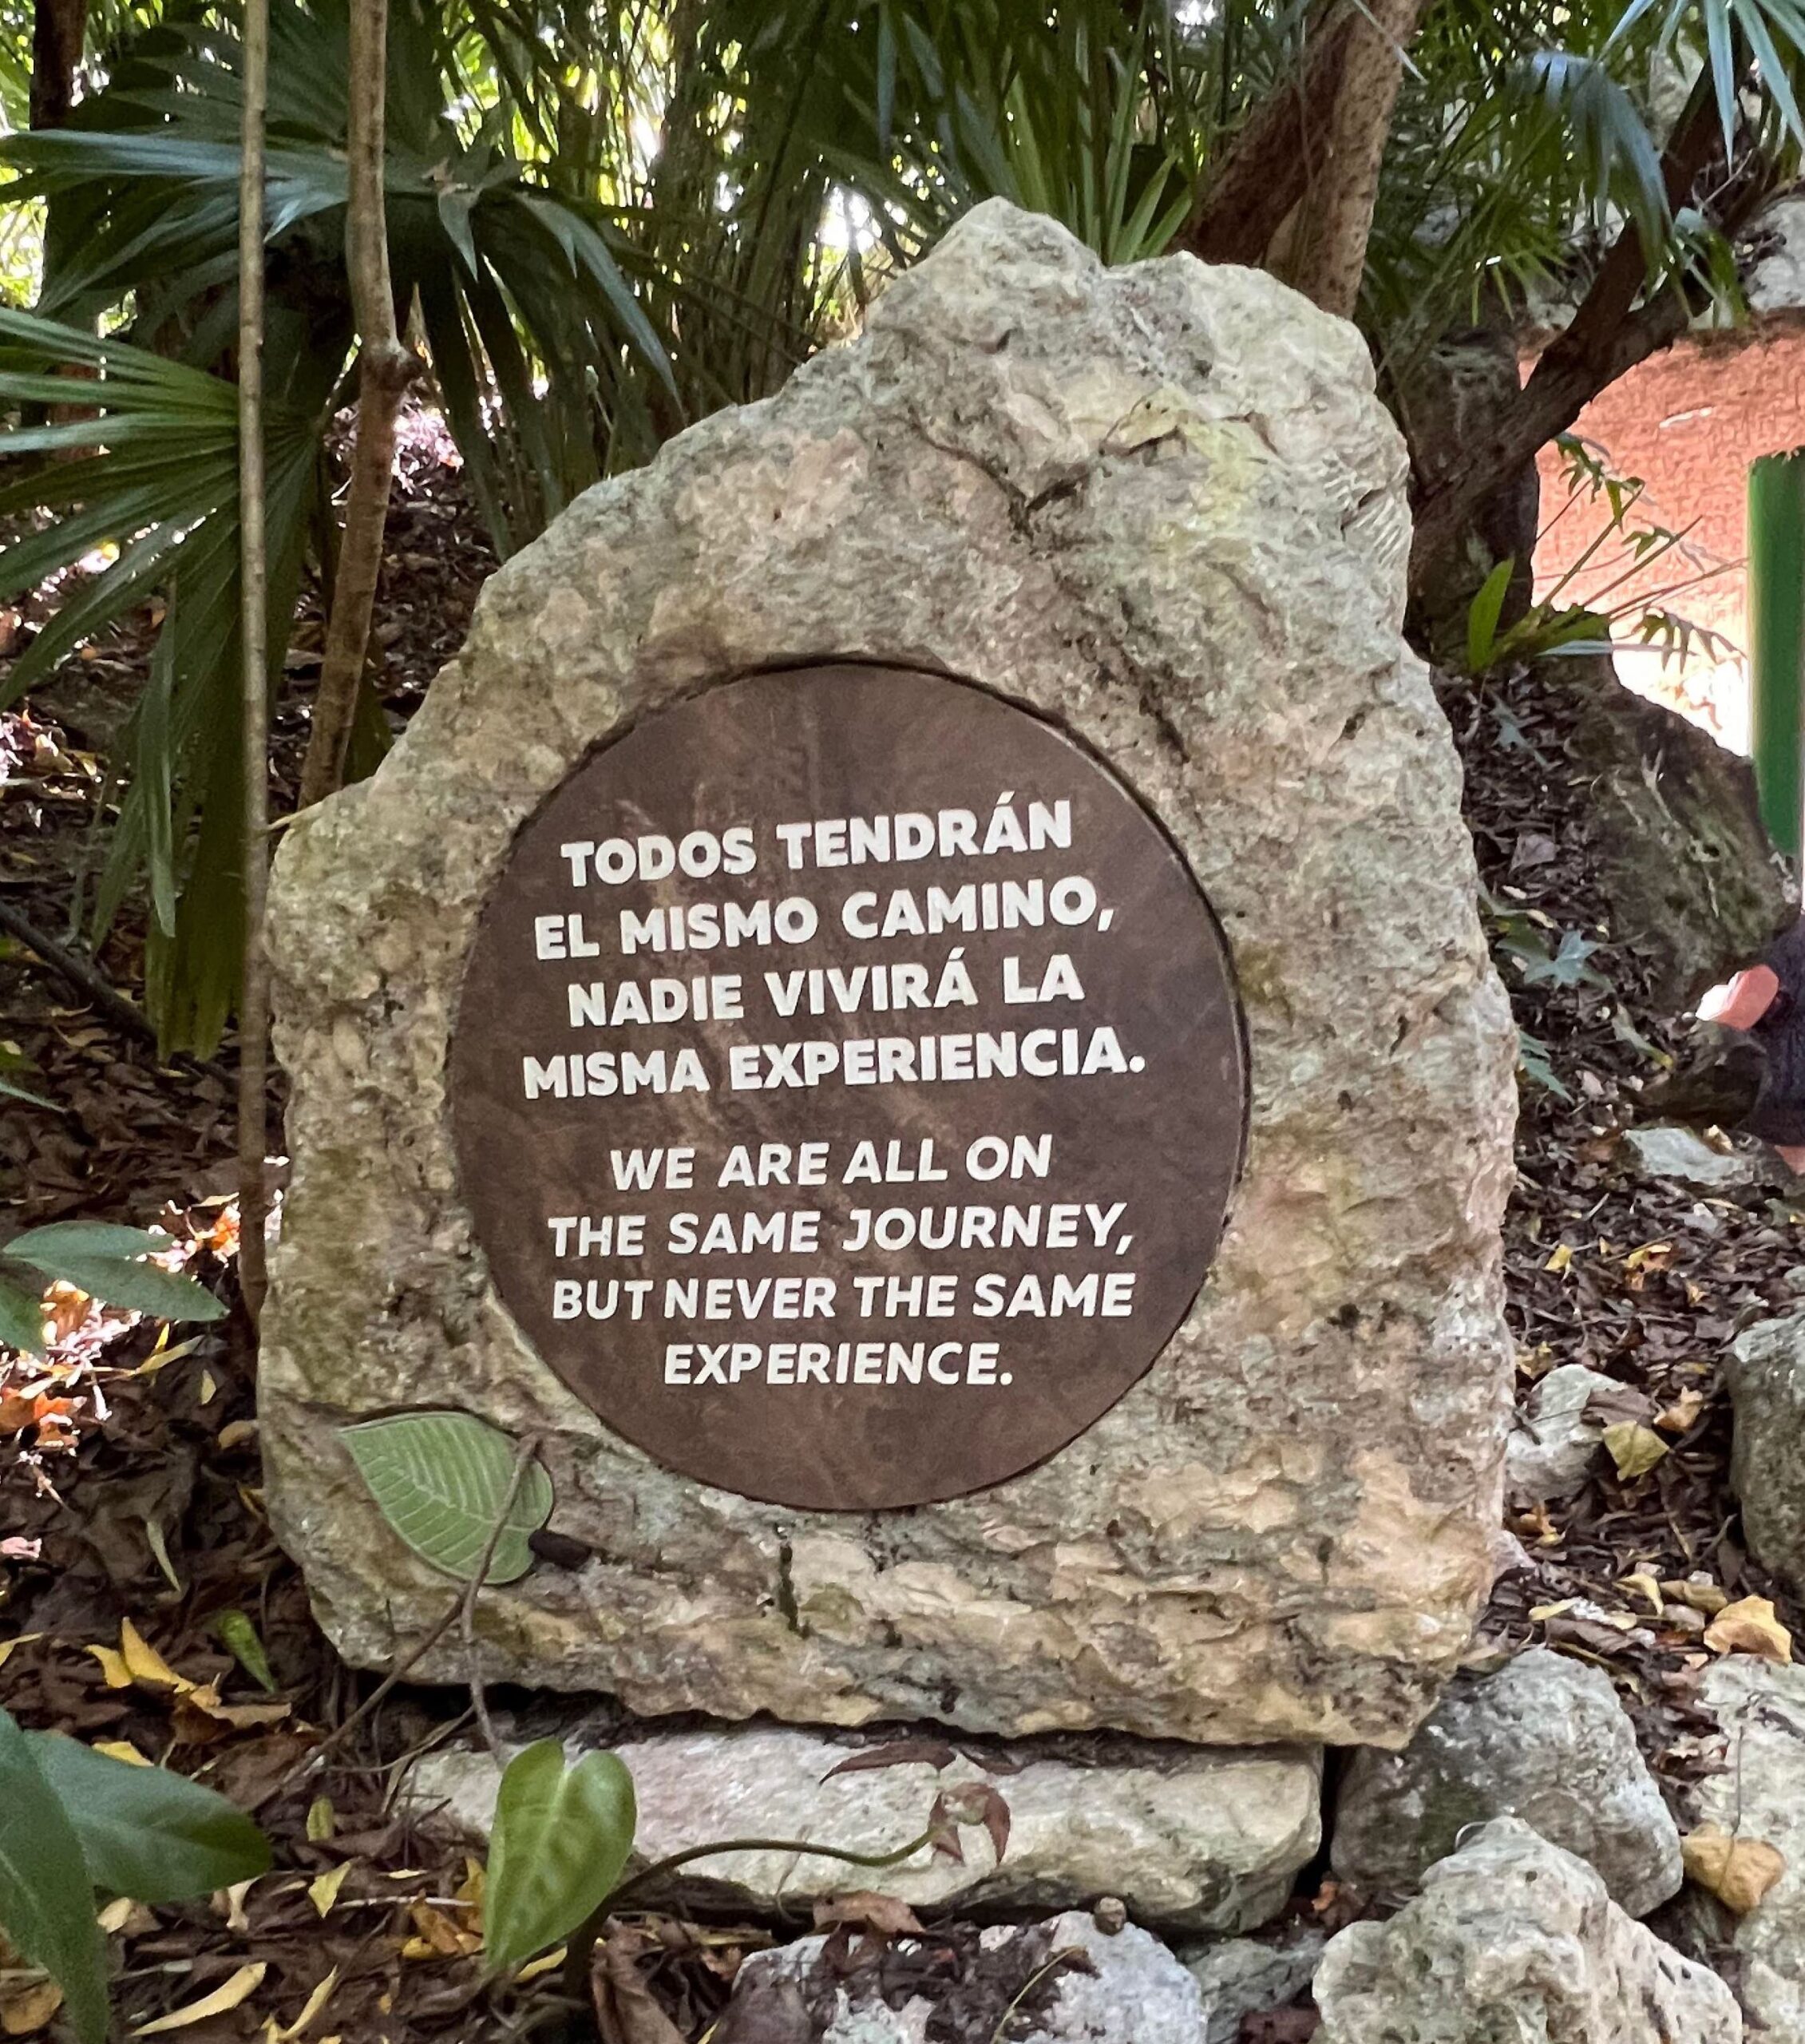 TODOS TENDRÁN
EL MISMO CAMINO,
NADIE VIVIRÁ LA
MISMA EXPERIENCIA.
WE ARE ALL ON
THE SAME JOURNEY,
BUT NEVER THE SAME
EXPERIENCE.